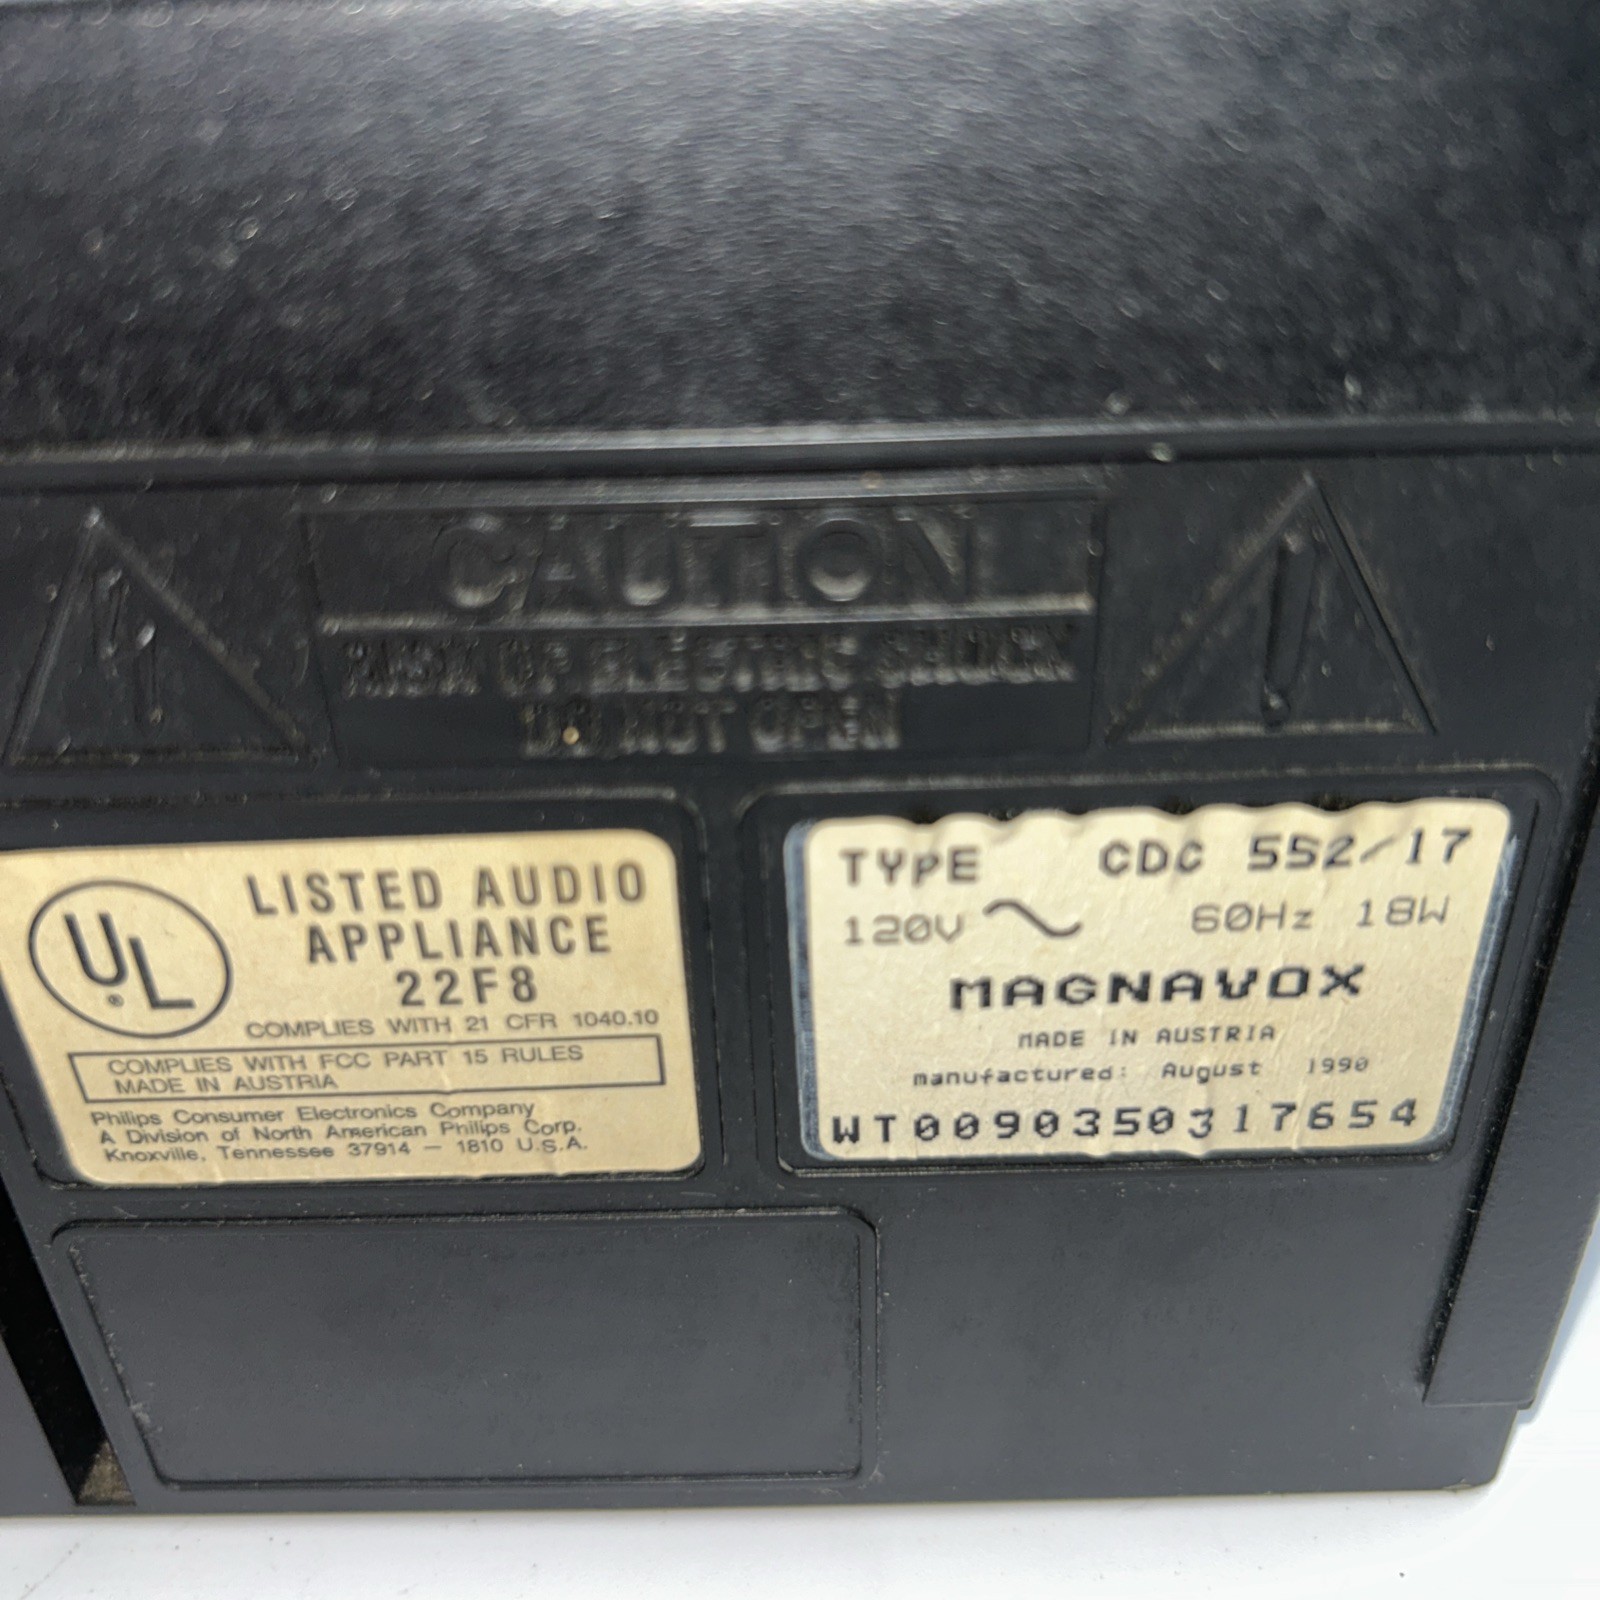 CAUTION
RISK OF ELECTRIC SHOCK
DO NOT OPEN
UL®
LISTED AUDIO
APPLIANCE
22F8
COMPLIES WITH 21 CFR 1040.10
COMPLIES WITH FCC PART 15 RULES
MADE IN AUSTRIA
Philips Consumer Electronics Company
A Division of North American Philips Corp.
Knoxville, Tennessee 37914 — 1810 U.S.A.
TYPE CDC 552/17
120V ~ 60Hz 18W
MAGNAVOX
MADE IN AUSTRIA
manufactured: August 1990
WT0090350317654